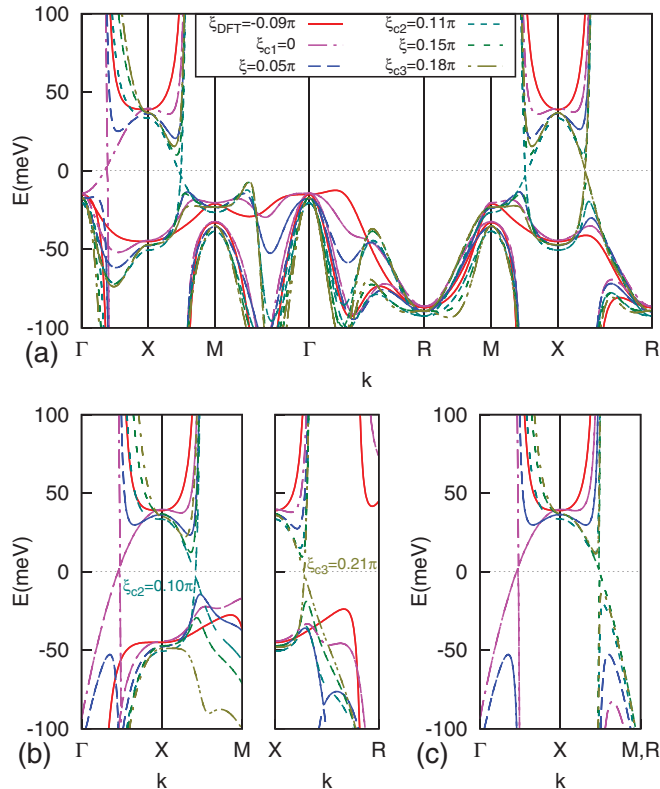 ξDFT=-0.09π ξc2=0.11π
ξc1=0 ξ=0.15π
ξ=0.05π ξc3=0.18π
100
50
0
-50
-100
E(meV)
Γ X M Γ R M X R
(a) k
100 100
50 50
0 0
-50 -50
-100 -100
E(meV) E(meV)
ξc2=0.10π ξc3=0.21π
Γ X M X R Γ X M,R
(b) k k (c) k